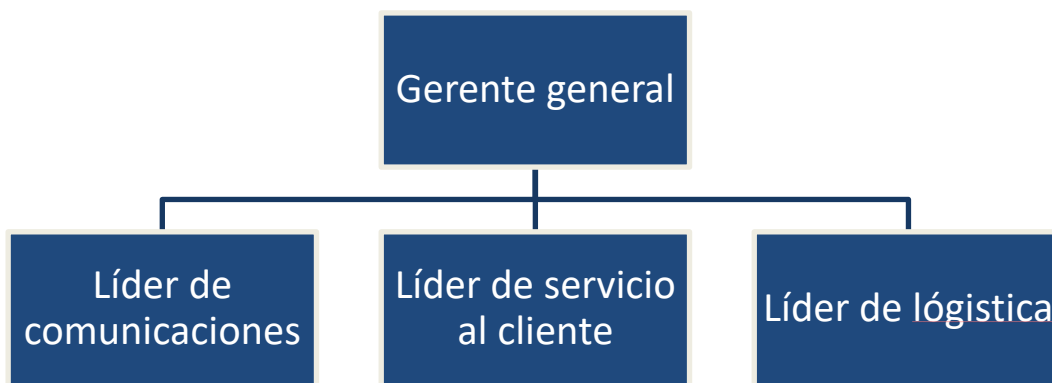 Gerente general
Líder de
comunicaciones
Líder de servicio
al cliente
Líder de lógistica